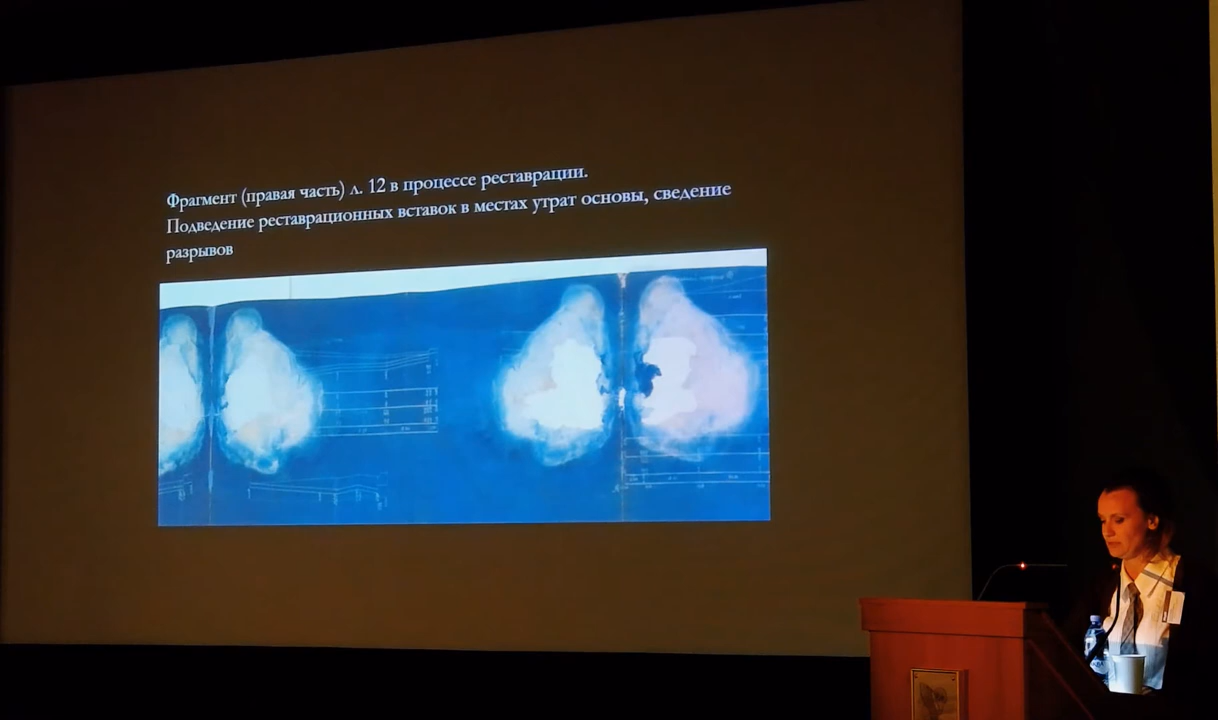 Фрагмент (правая часть) л. 12 в процессе реставрации.
Подведение реставрационных вставок в местах утрат основы, сведение
разрывов